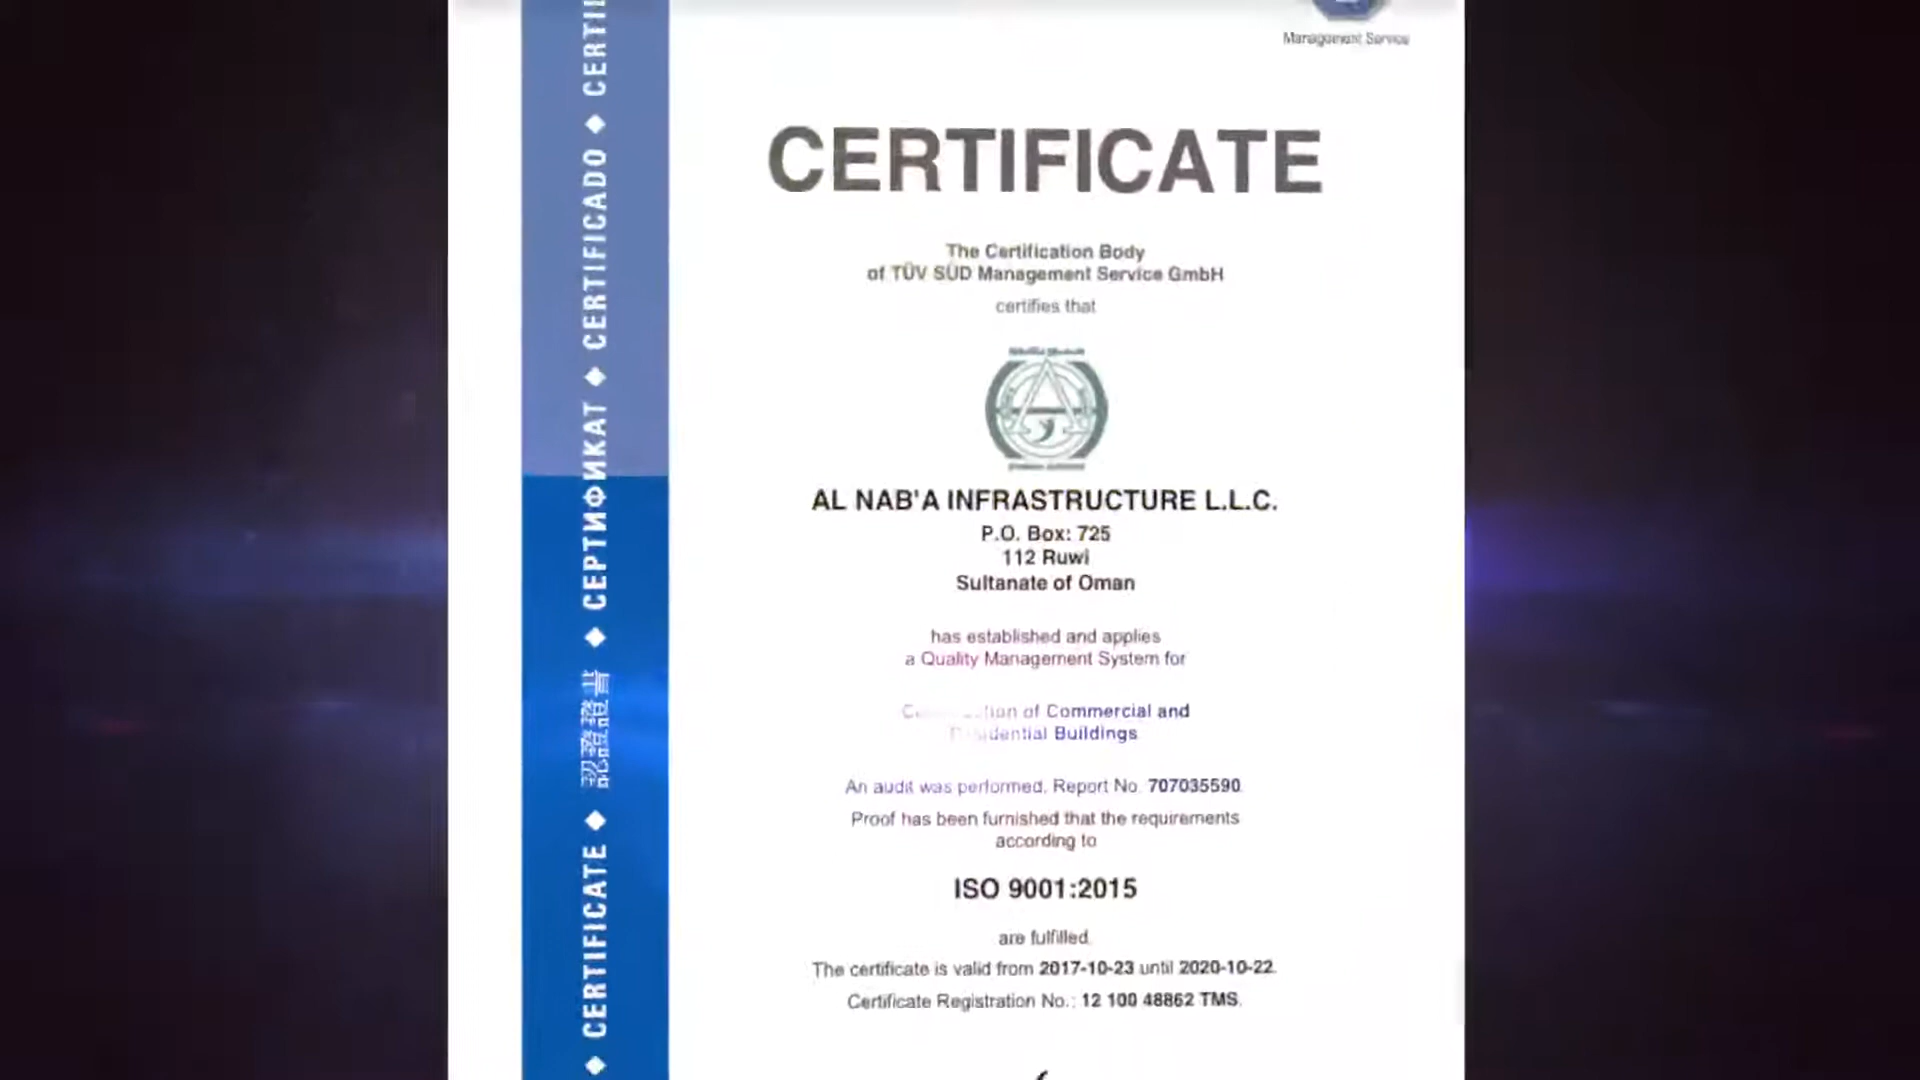 Management Service
CERTIFICATE
The Certification Body
of TÜV SÜD Management Service GmbH
certifies that
AL NAB'A INFRASTRUCTURE L.L.C.
P.O. Box: 725
112 Ruwi
Sultanate of Oman
has established and applies
a Quality Management System for
of Commercial and
Buildings
An audit was performed, Report No. 707035590
Proof has been furnished that the requirements
according to
ISO 9001:2015
are fulfilled.
The certificate is valid from 2017-10-23 until 2020-10-22.
Certificate Registration No.: 12 100 48862 TMS.
◆ CERTIFICATE ◆ 認證證書 ◆ СЕРТИФИКАТ ◆ CERTIFICADO ◆ CERTI